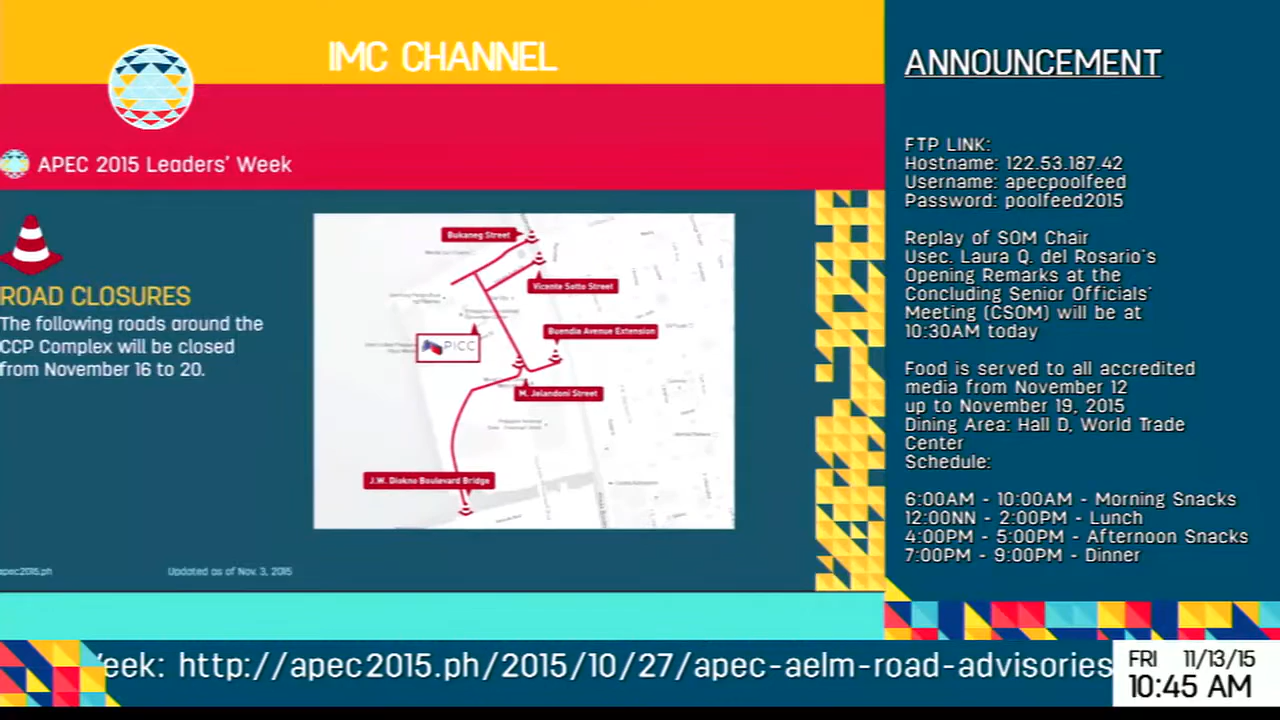 IMC CHANNEL
APEC 2015 Leaders' Week
ROAD CLOSURES
The following roads around the
CCP Complex will be closed
from November 16 to 20.
Bukaneg Street
Vicente Sotto Street
Buendia Avenue Extension
PICC
M. Jalandoni Street
J.W. Diokno Boulevard Bridge
apec2015.ph
Updated as of Nov. 3, 2015
ANNOUNCEMENT
FTP LINK:
Hostname: 122.53.187.42
Username: apecpoolfeed
Password: poolfeed2015
Replay of SOM Chair
Usec. Laura Q. del Rosario's
Opening Remarks at the
Concluding Senior Officials'
Meeting (CSOM) will be at
10:30AM today
Food is served to all accredited
media from November 12
up to November 19, 2015
Dining Area: Hall D, World Trade
Center
Schedule:
6:00AM - 10:00AM - Morning Snacks
12:00NN - 2:00PM - Lunch
4:00PM - 5:00PM - Afternoon Snacks
7:00PM - 9:00PM - Dinner
eek: http://apec2015.ph/2015/10/27/apec-aelm-road-advisories
FRI 11/13/15
10:45 AM